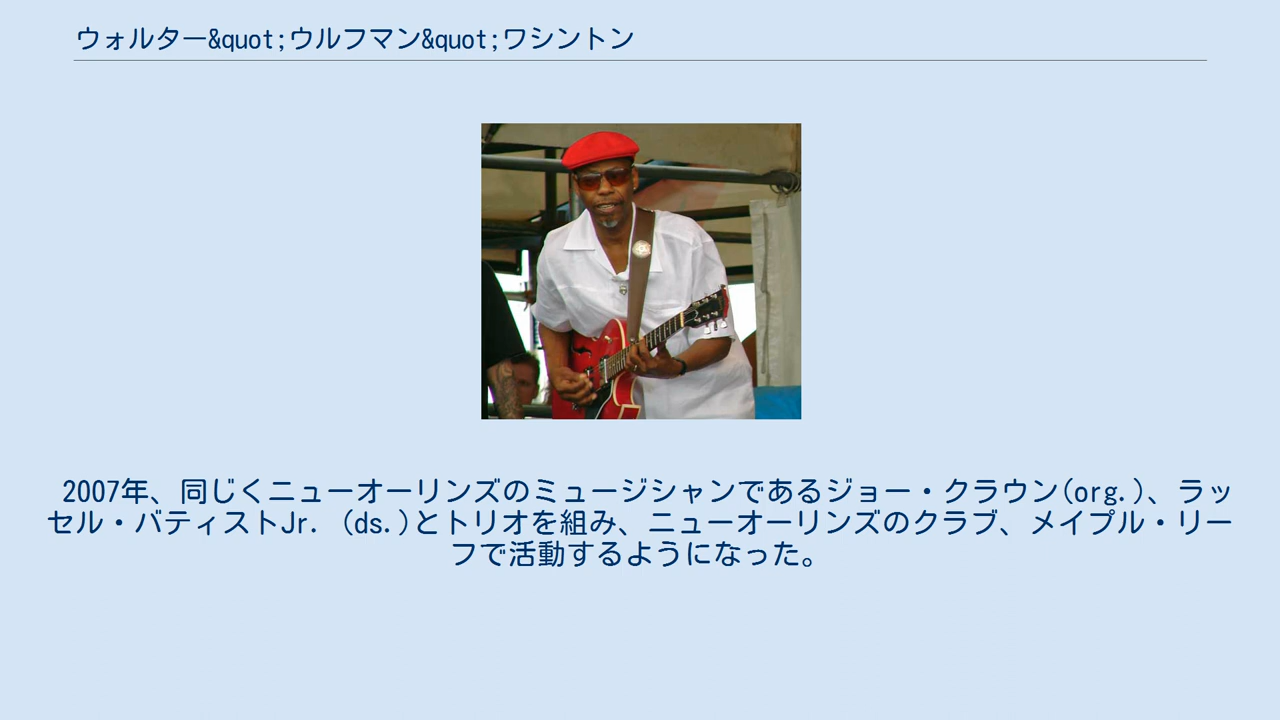 ウォルター&quot;ウルフマン&quot;ワシントン
2007年、同じくニューオーリンズのミュージシャンであるジョー・クラウン(org.)、ラッ
セル・バティストJr. (ds.)とトリオを組み、ニューオーリンズのクラブ、メイプル・リー
フで活動するようになった。